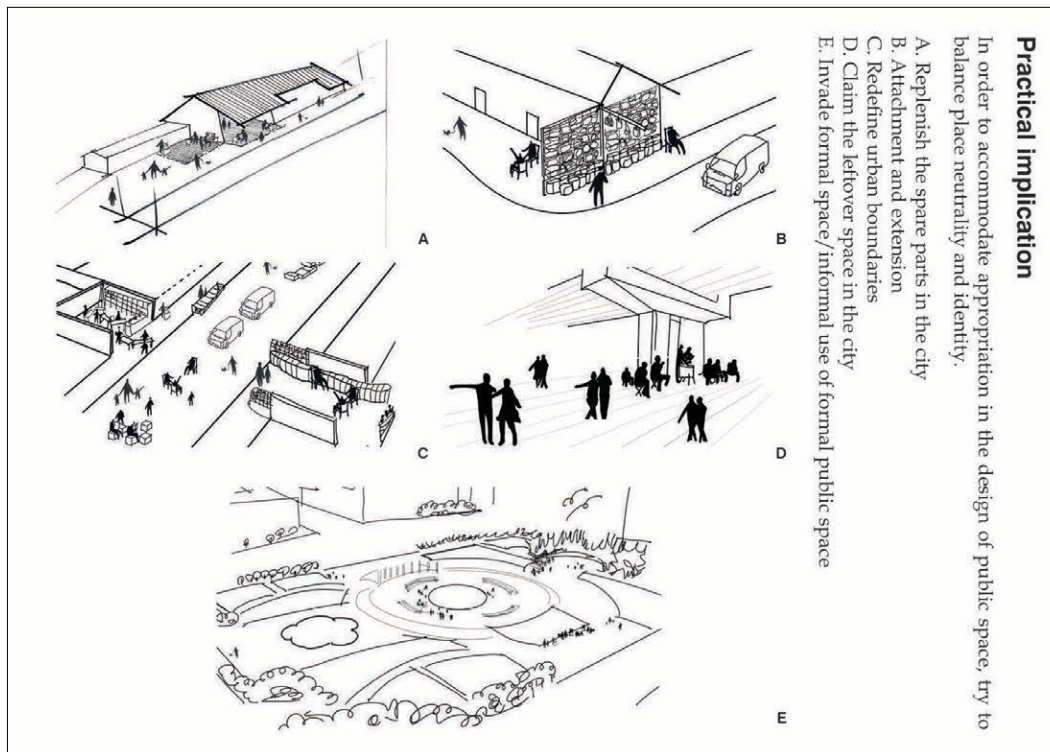 Practical implication
In order to accommodate appropriation in the design of public space, try to
balance place neutrality and identity.
A. Replenish the spare parts in the city
B. Attachment and extension
C. Redefine urban boundaries
D. Claim the leftover space in the city
E. Invade formal space/informal use of formal public space
A
B
C
D
E